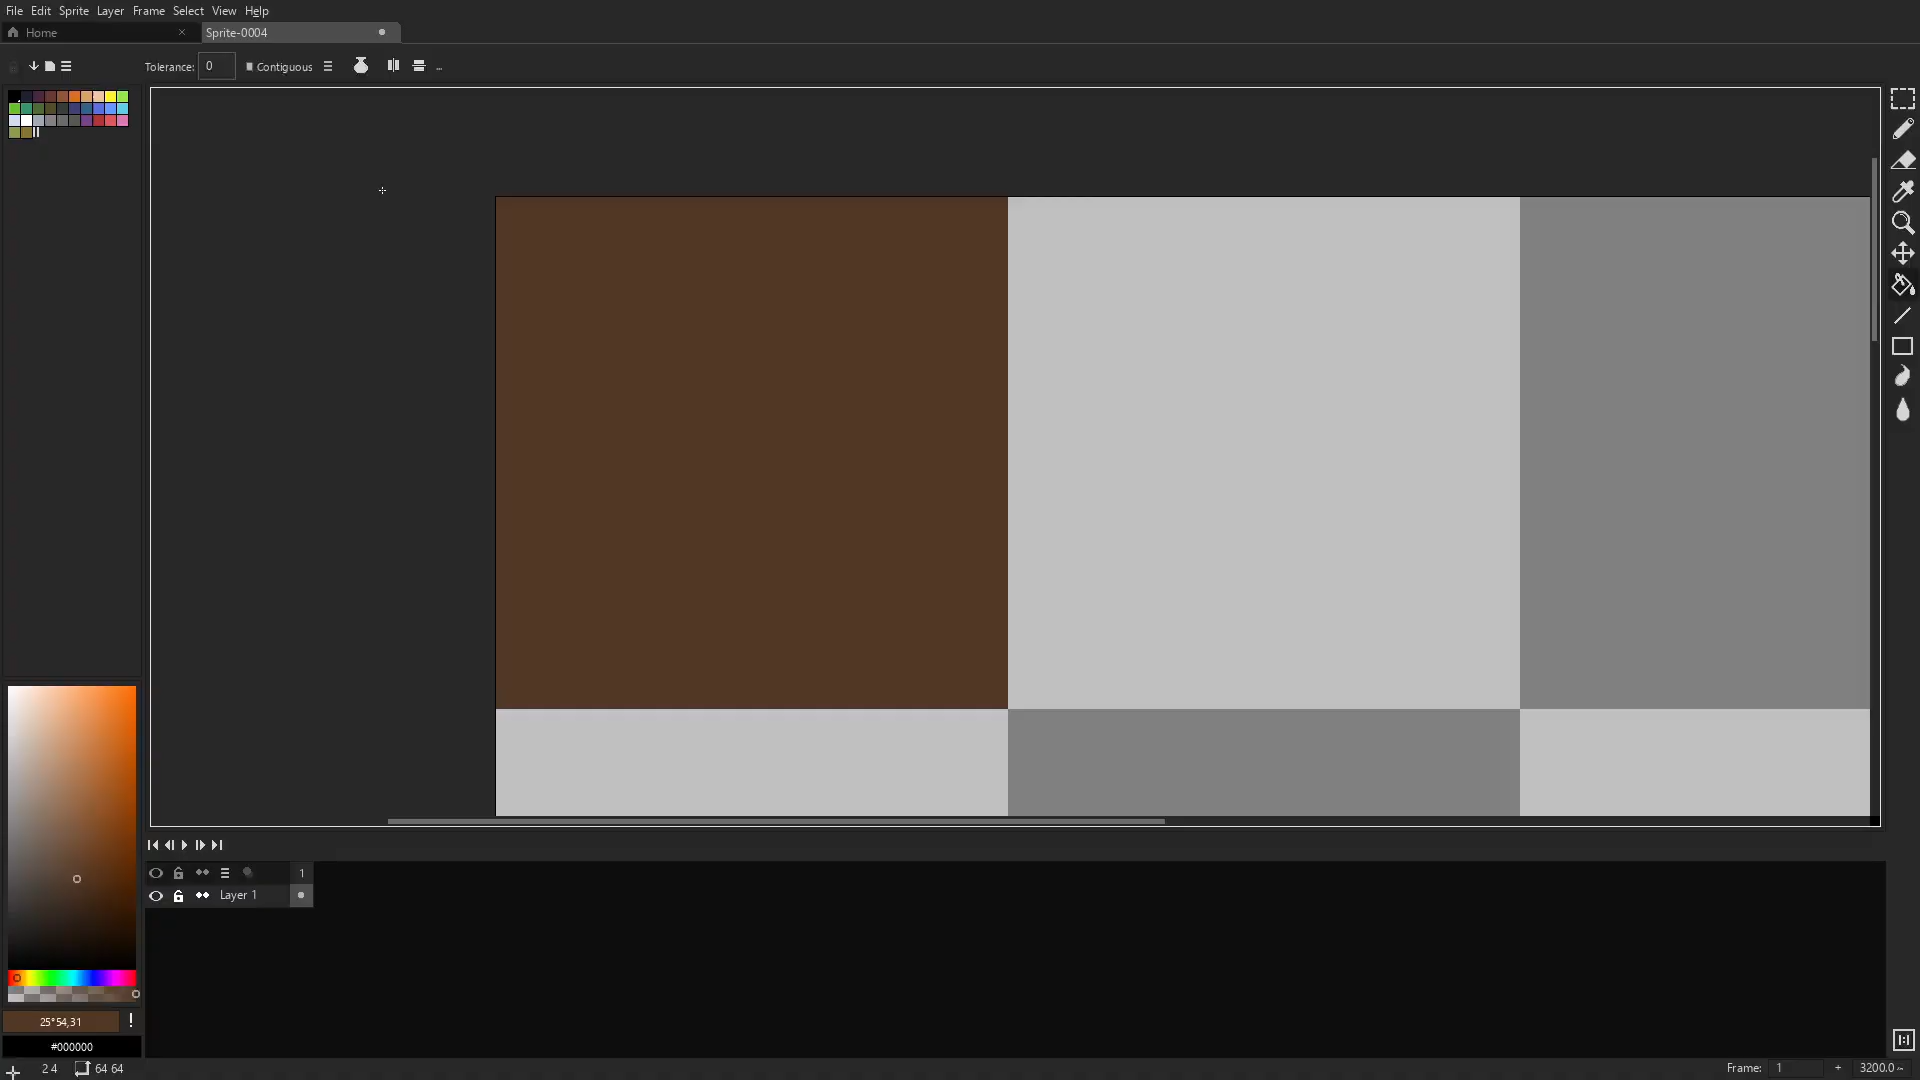 File Edit Sprite Layer Frame Select View Help
Home
Sprite-0004
Tolerance: 0 Contiguous ...
1
Layer 1
25°54,31 !
#000000
2 4 64 64
Frame: 1 + 3200.0